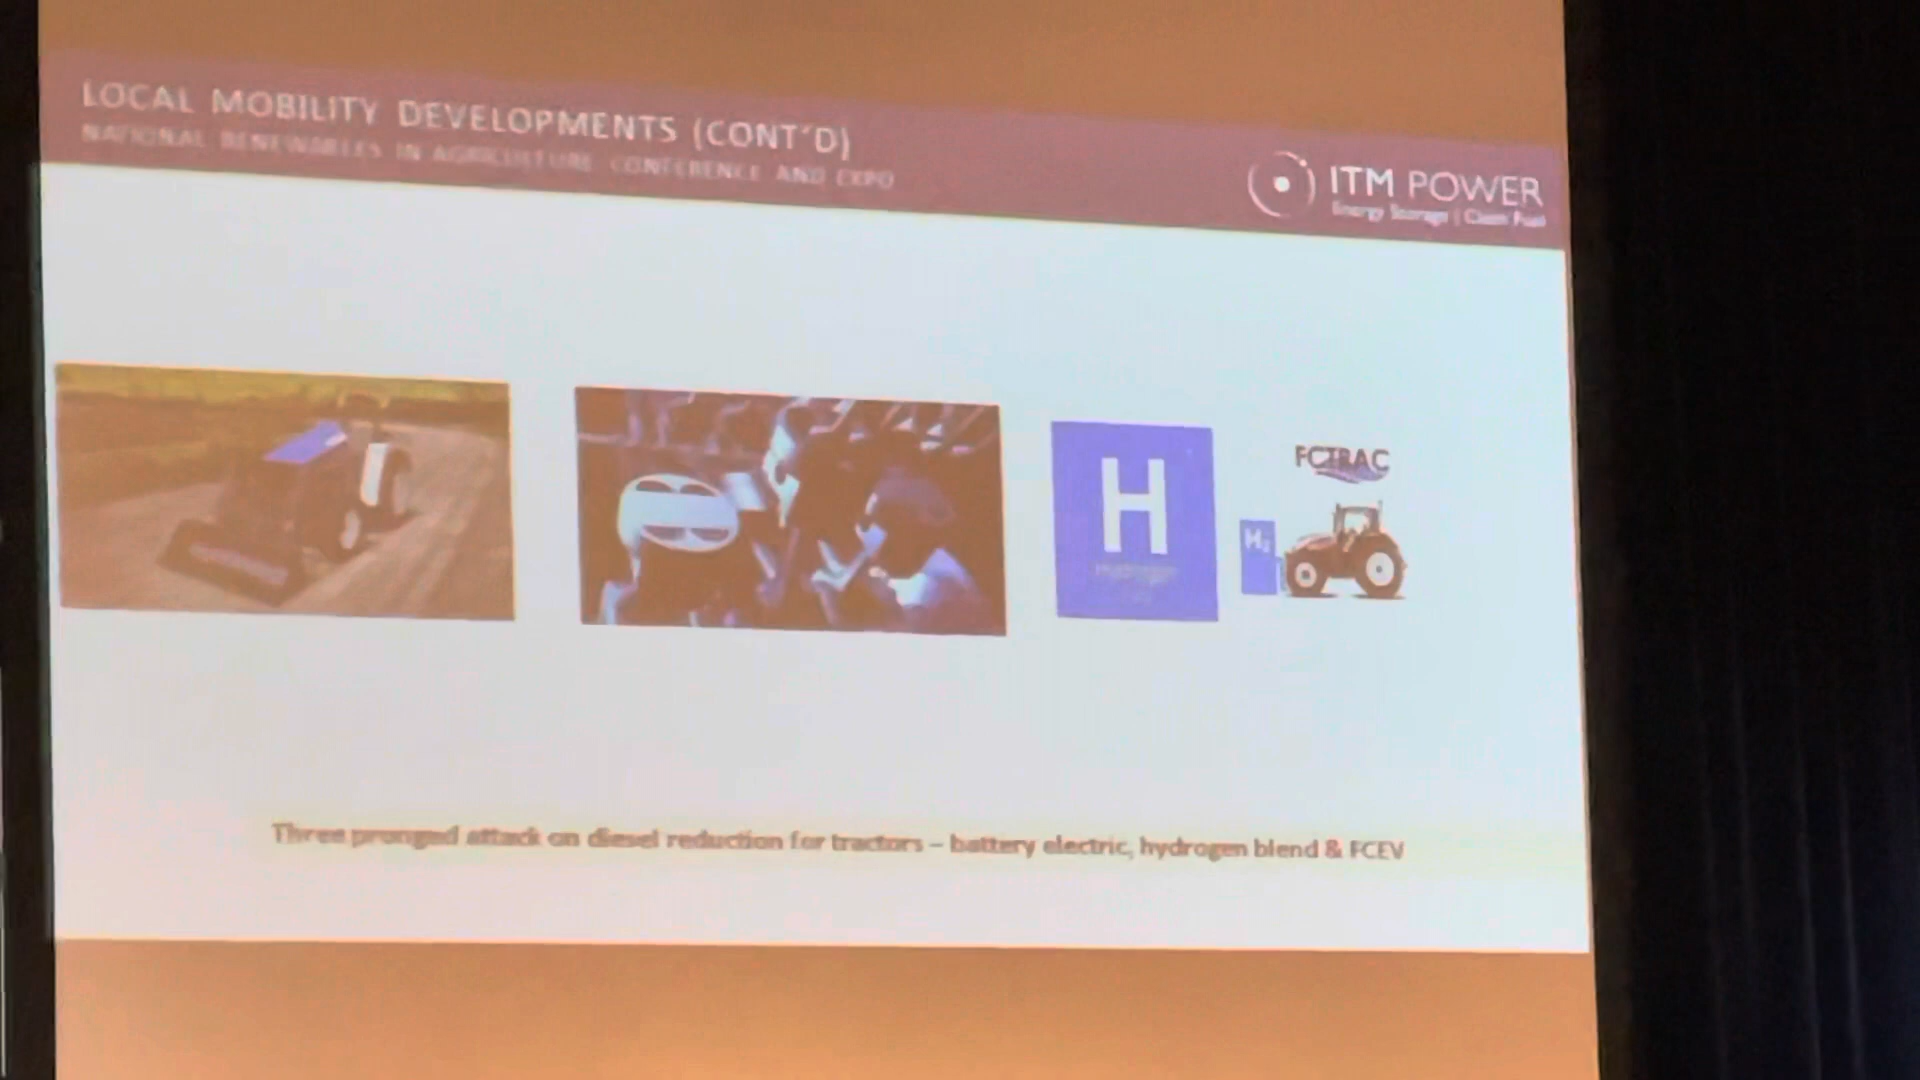 LOCAL MOBILITY DEVELOPMENTS (CONT'D)
NATIONAL RENEWABLES IN AGRICULTURE CONFERENCE AND EXPO
ITM POWER
Energy Storage | Clean Fuel
H
FCTRAC
H₂
Three pronged attack on diesel reduction for tractors – battery electric, hydrogen blend & FCEV